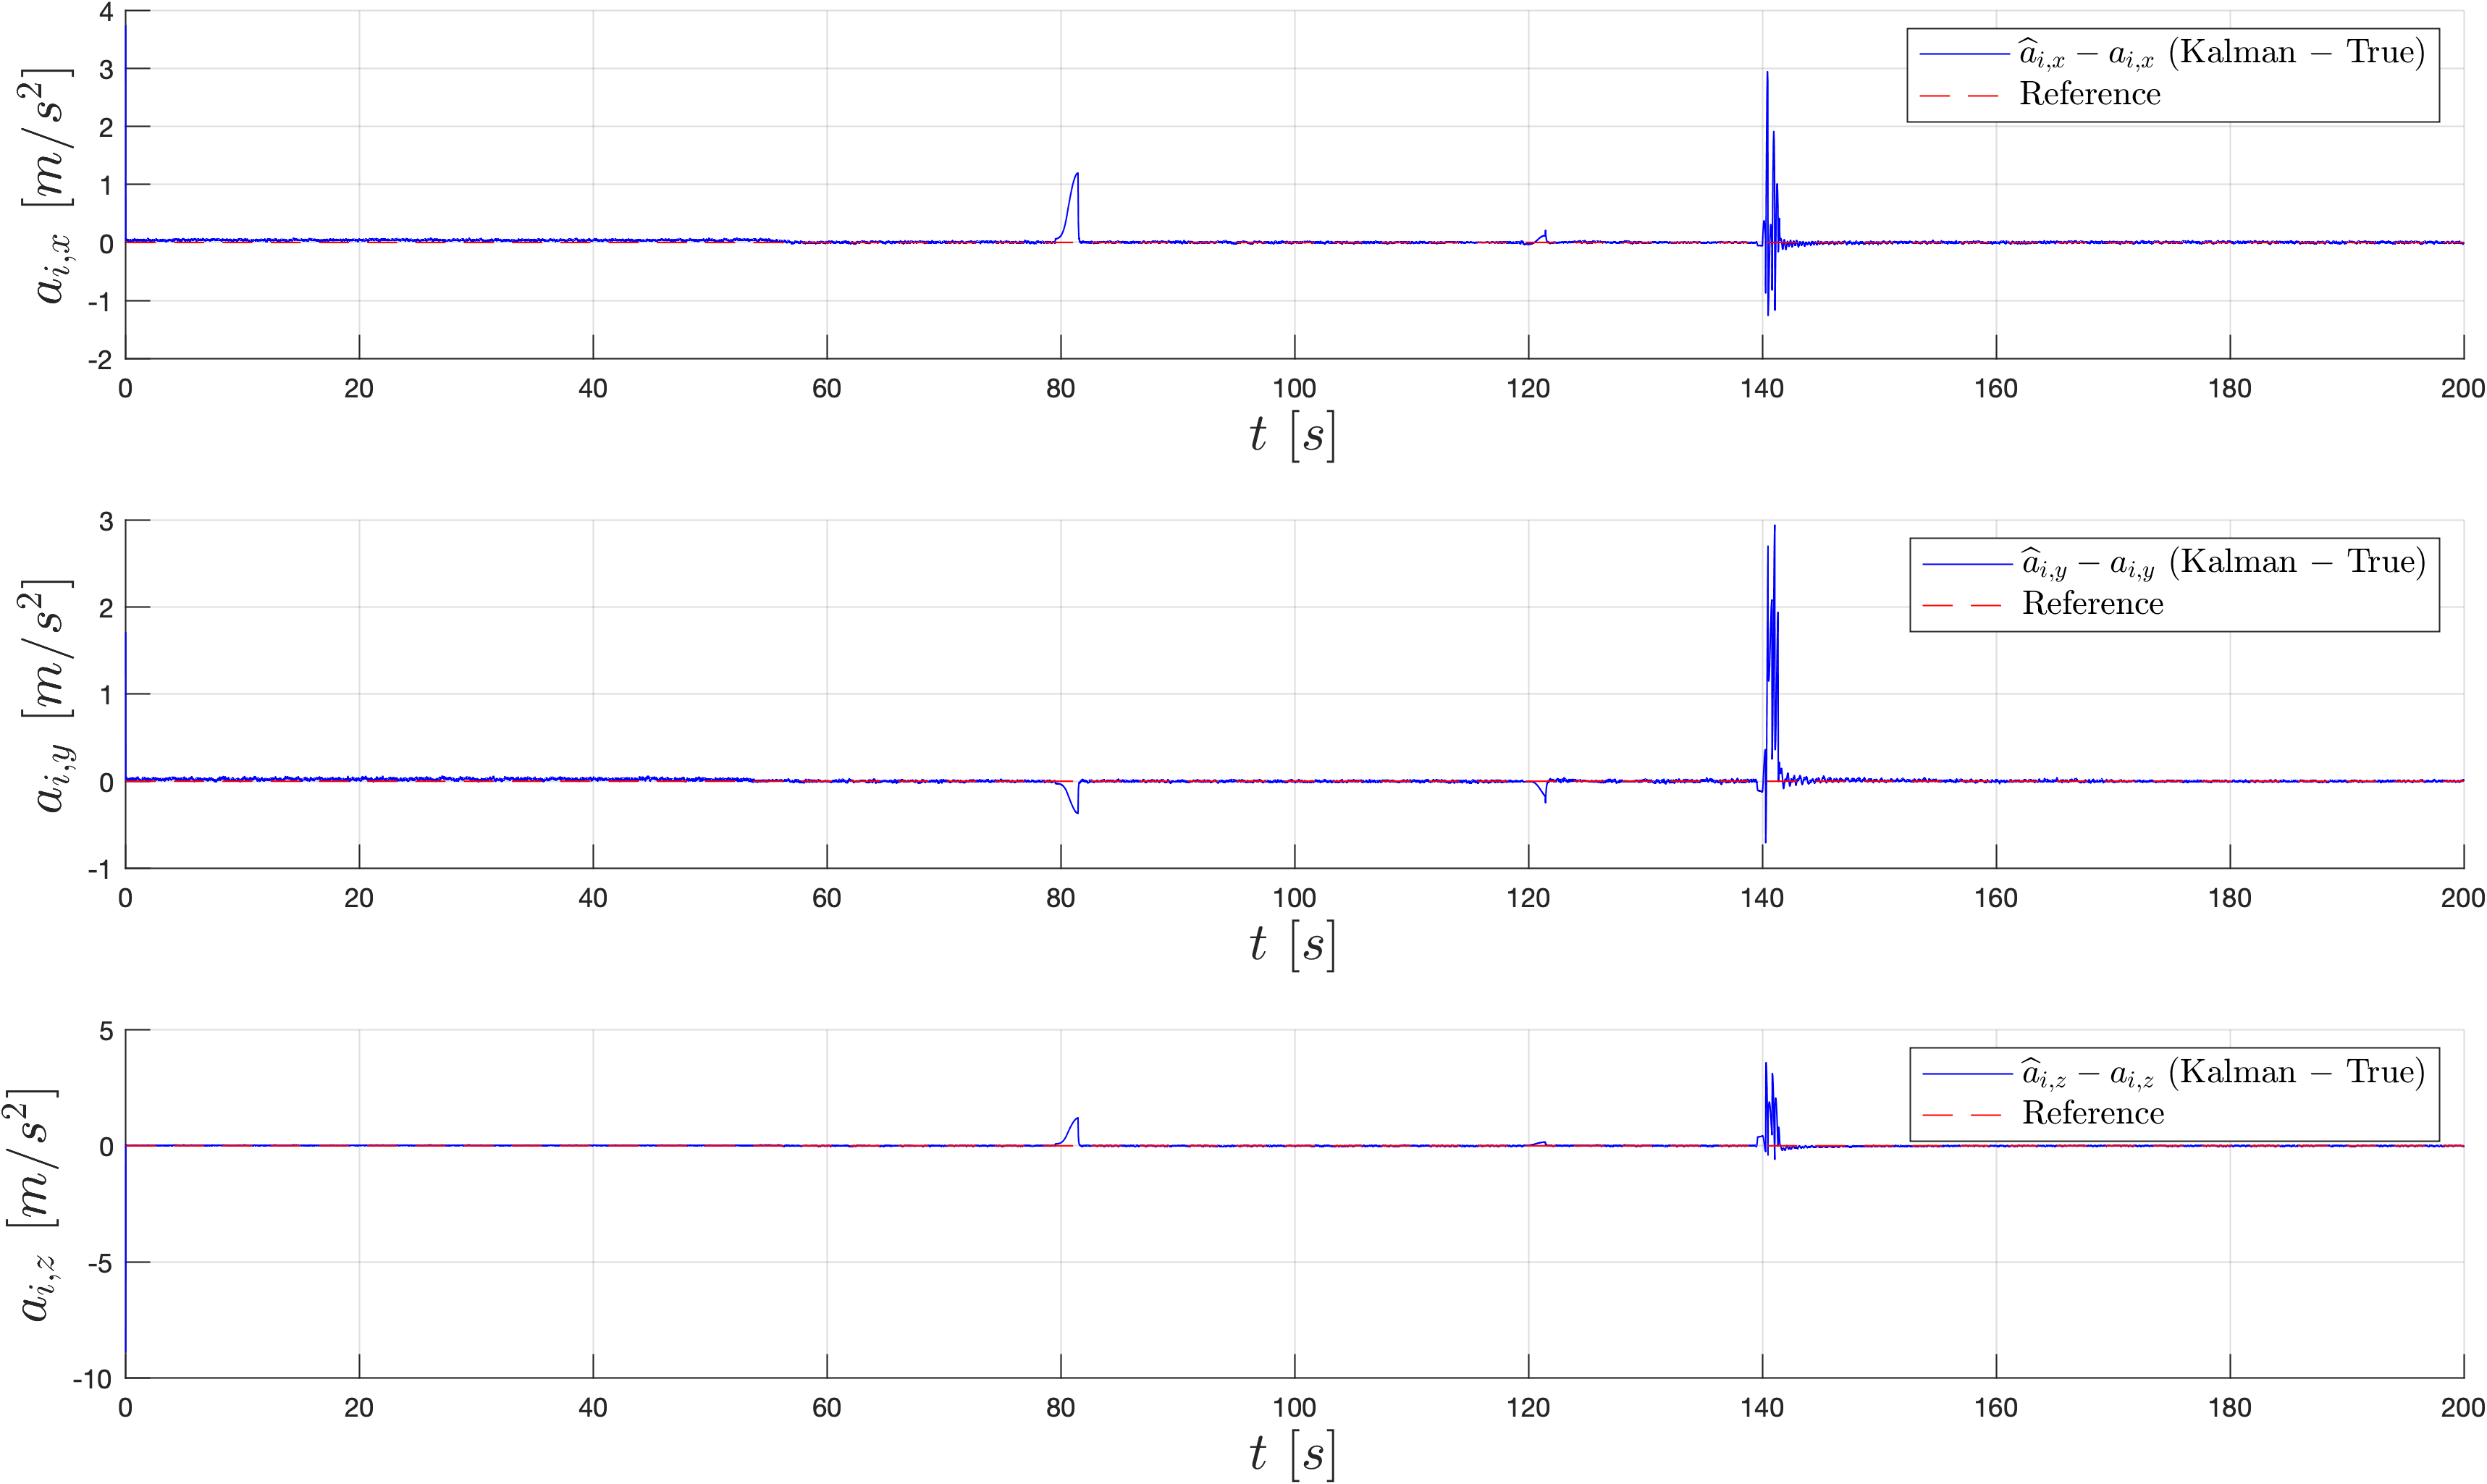 4
3
2
1
0
-1
-2
a_{i,x} [m/s^2]
0 20 40 60 80 100 120 140 160 180 200
t [s]
\widehat{a}_{i,x} − a_{i,x} (Kalman − True)
Reference
3
2
1
0
-1
a_{i,y} [m/s^2]
0 20 40 60 80 100 120 140 160 180 200
t [s]
\widehat{a}_{i,y} − a_{i,y} (Kalman − True)
Reference
5
0
-5
-10
a_{i,z} [m/s^2]
0 20 40 60 80 100 120 140 160 180 200
t [s]
\widehat{a}_{i,z} − a_{i,z} (Kalman − True)
Reference